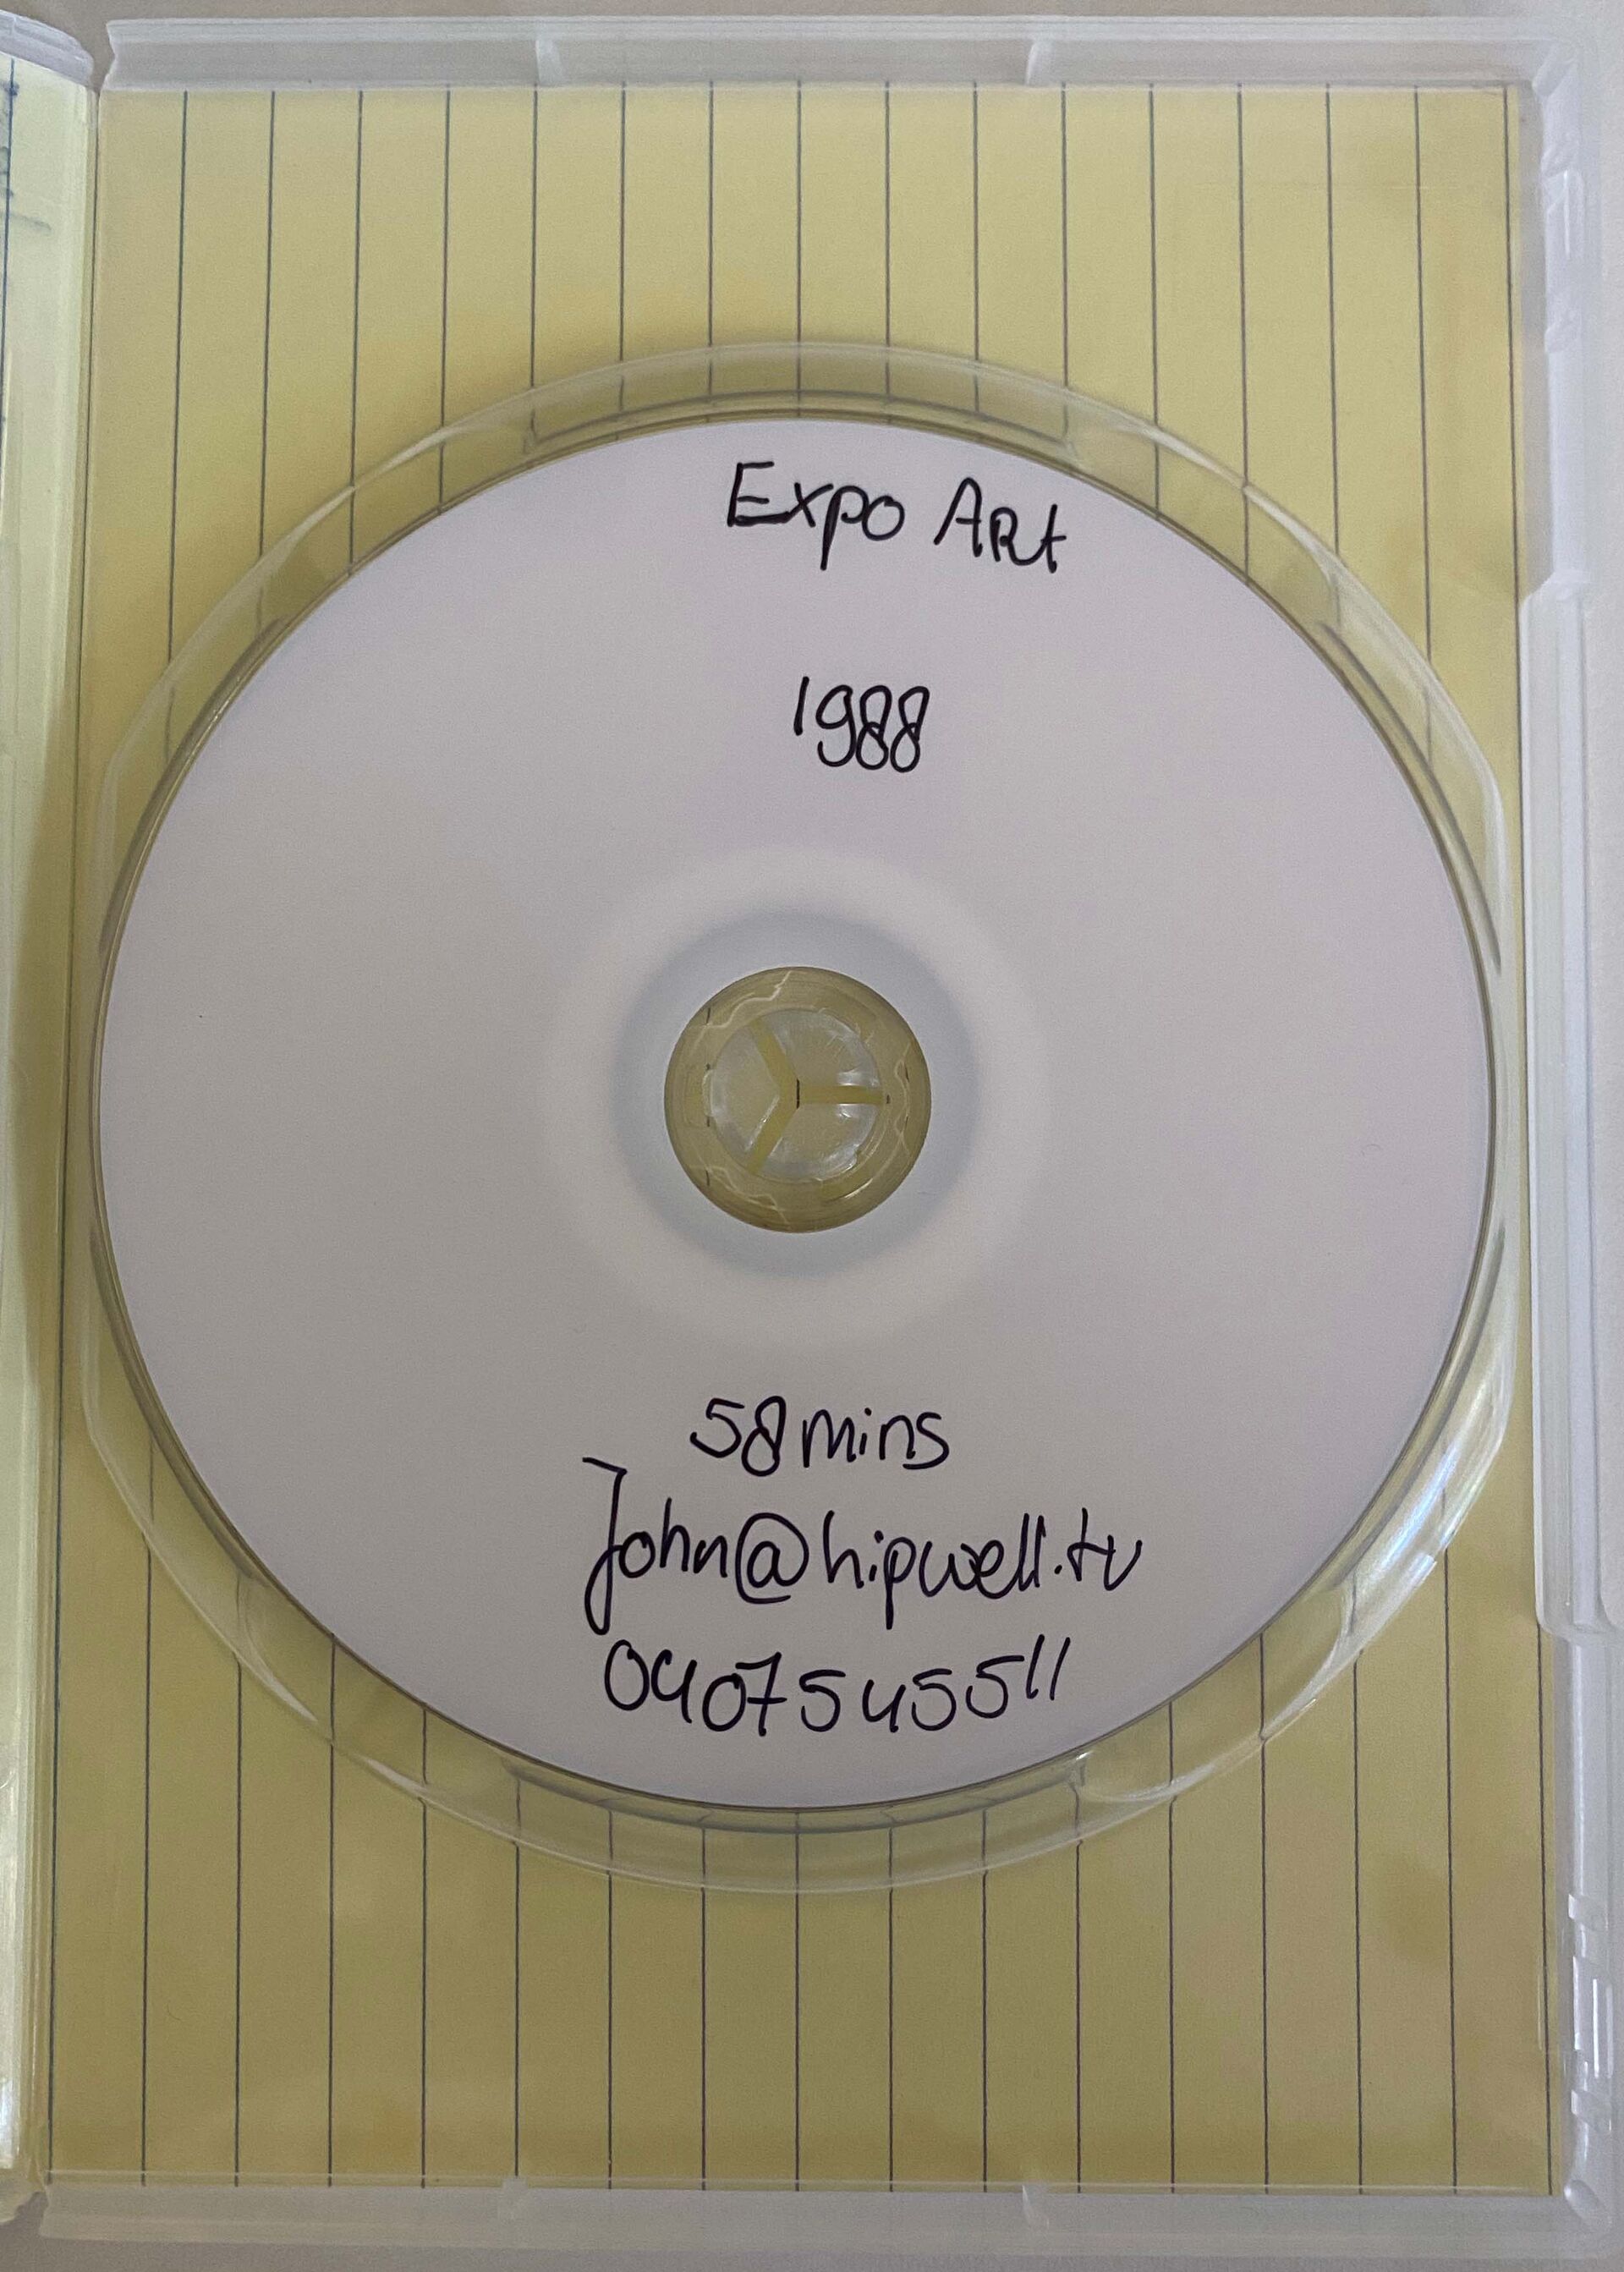 Expo ARt
1988
58 mins
John@hipwell.tv
0407545511